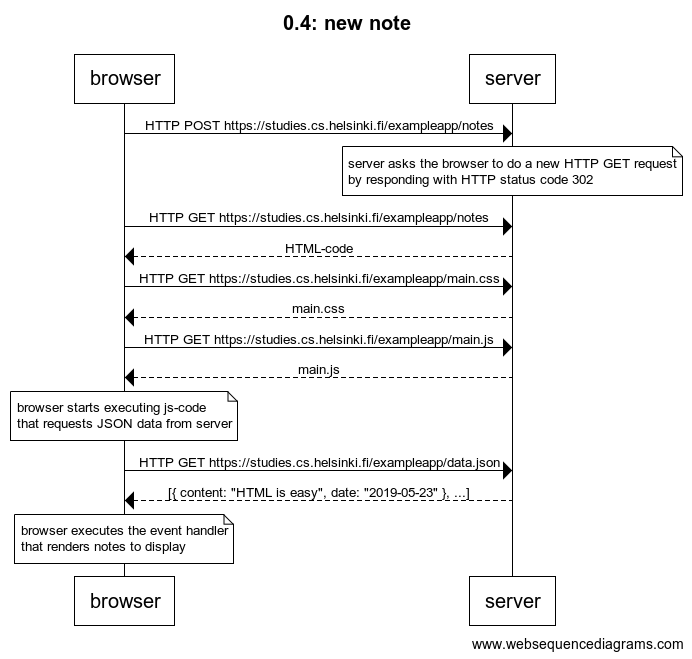 0.4: new note
browser
server
HTTP POST https://studies.cs.helsinki.fi/exampleapp/notes
server asks the browser to do a new HTTP GET request
by responding with HTTP status code 302
HTTP GET https://studies.cs.helsinki.fi/exampleapp/notes
HTML-code
HTTP GET https://studies.cs.helsinki.fi/exampleapp/main.css
main.css
HTTP GET https://studies.cs.helsinki.fi/exampleapp/main.js
main.js
browser starts executing js-code
that requests JSON data from server
HTTP GET https://studies.cs.helsinki.fi/exampleapp/data.json
[{ content: "HTML is easy", date: "2019-05-23" }, ...]
browser executes the event handler
that renders notes to display
browser
server
www.websequencediagrams.com